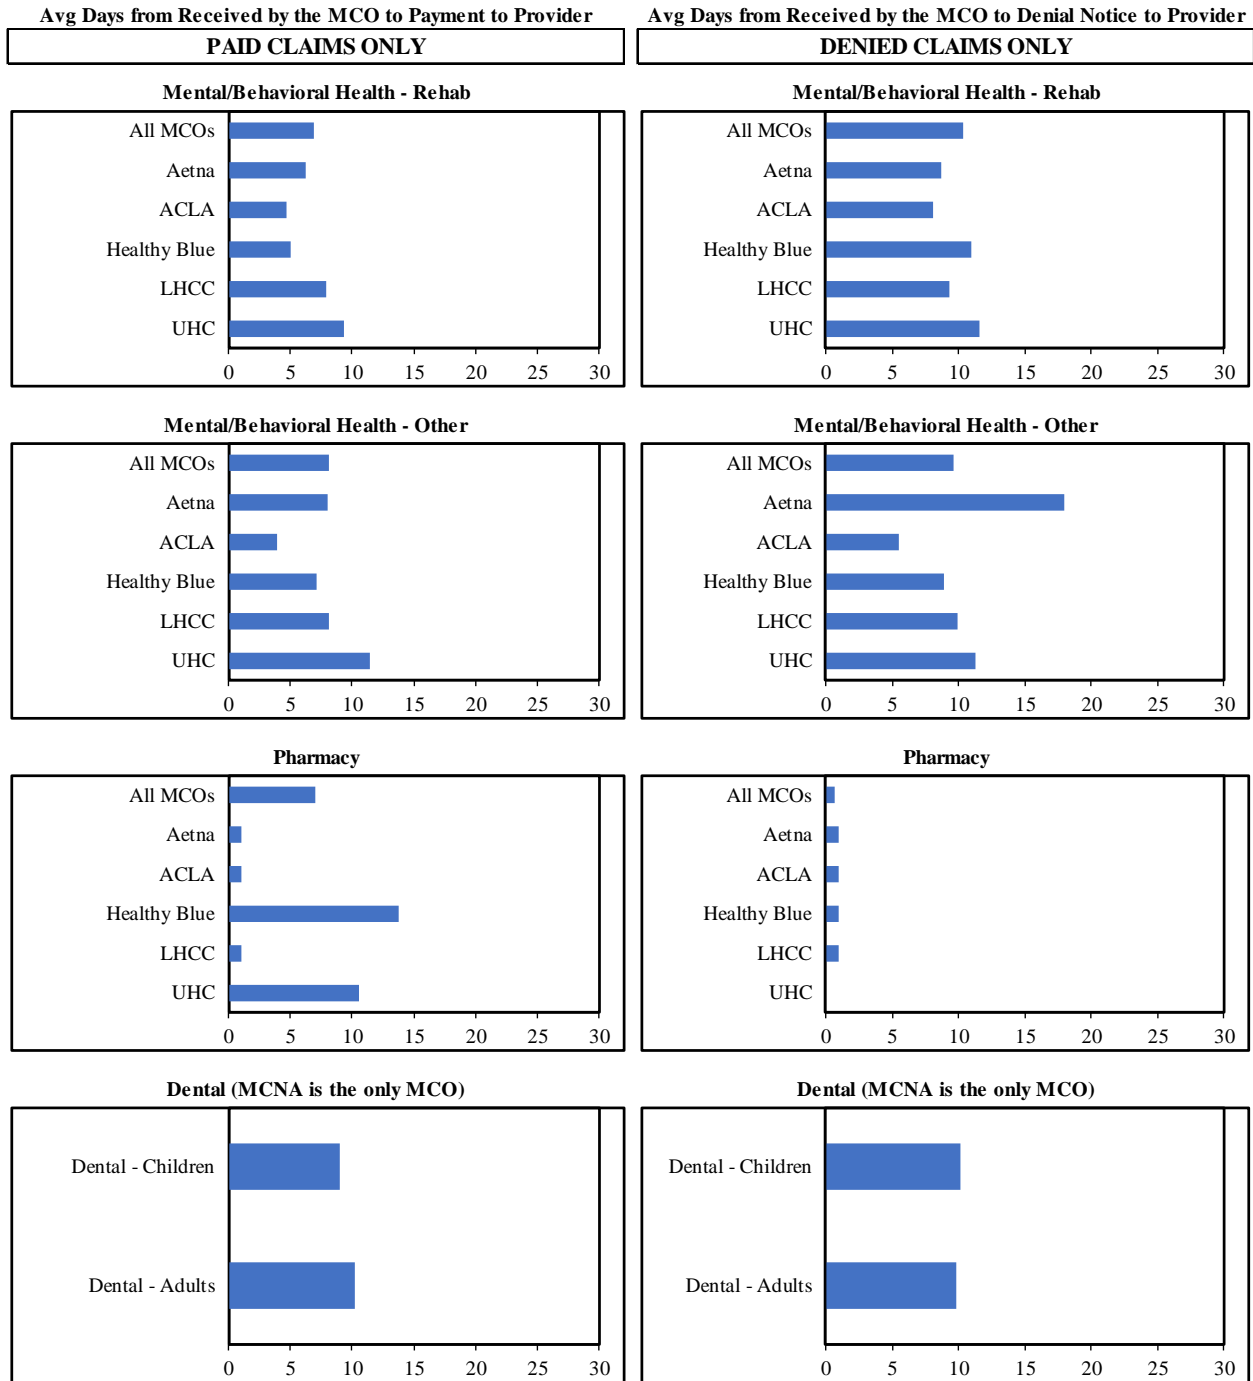 Avg Days from Received by the MCO to Payment to Provider
PAID CLAIMS ONLY
Mental/Behavioral Health - Rehab
All MCOs
Aetna
ACLA
Healthy Blue
LHCC
UHC
0 5 10 15 20 25 30
Mental/Behavioral Health - Other
All MCOs
Aetna
ACLA
Healthy Blue
LHCC
UHC
0 5 10 15 20 25 30
Pharmacy
All MCOs
Aetna
ACLA
Healthy Blue
LHCC
UHC
0 5 10 15 20 25 30
Dental (MCNA is the only MCO)
Dental - Children
Dental - Adults
0 5 10 15 20 25 30
Avg Days from Received by the MCO to Denial Notice to Provider
DENIED CLAIMS ONLY
Mental/Behavioral Health - Rehab
All MCOs
Aetna
ACLA
Healthy Blue
LHCC
UHC
0 5 10 15 20 25 30
Mental/Behavioral Health - Other
All MCOs
Aetna
ACLA
Healthy Blue
LHCC
UHC
0 5 10 15 20 25 30
Pharmacy
All MCOs
Aetna
ACLA
Healthy Blue
LHCC
UHC
0 5 10 15 20 25 30
Dental (MCNA is the only MCO)
Dental - Children
Dental - Adults
0 5 10 15 20 25 30